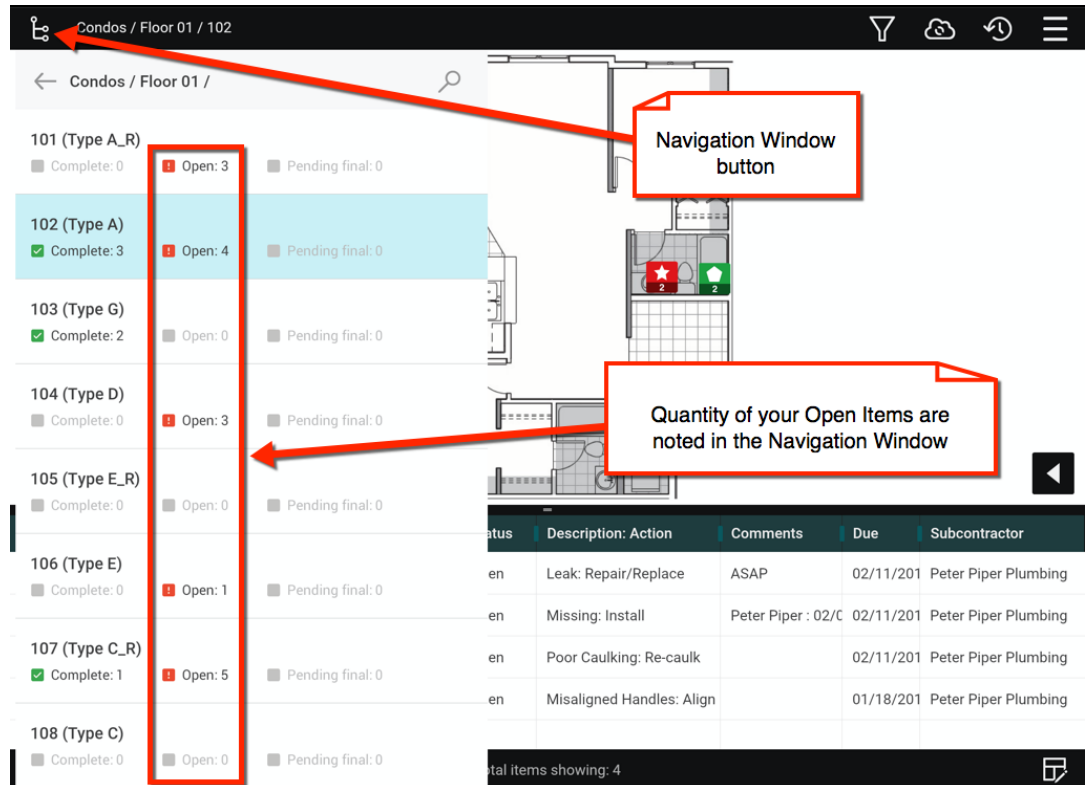 Condos / Floor 01 / 102
Condos / Floor 01 /
101 (Type A_R)
Complete: 0 Open: 3 Pending final: 0
102 (Type A)
Complete: 3 Open: 4 Pending final: 0
103 (Type G)
Complete: 2 Open: 0 Pending final: 0
104 (Type D)
Complete: 0 Open: 3 Pending final: 0
105 (Type E_R)
Complete: 0 Open: 0 Pending final: 0
106 (Type E)
Complete: 0 Open: 1 Pending final: 0
107 (Type C_R)
Complete: 1 Open: 5 Pending final: 0
108 (Type C)
Complete: 0 Open: 0 Pending final: 0
Navigation Window
button
2 2
Quantity of your Open Items are
noted in the Navigation Window
atus Description: Action Comments Due Subcontractor
en Leak: Repair/Replace ASAP 02/11/201 Peter Piper Plumbing
en Missing: Install Peter Piper : 02/0 02/11/201 Peter Piper Plumbing
en Poor Caulking: Re-caulk 02/11/201 Peter Piper Plumbing
en Misaligned Handles: Align 01/18/201 Peter Piper Plumbing
otal items showing: 4